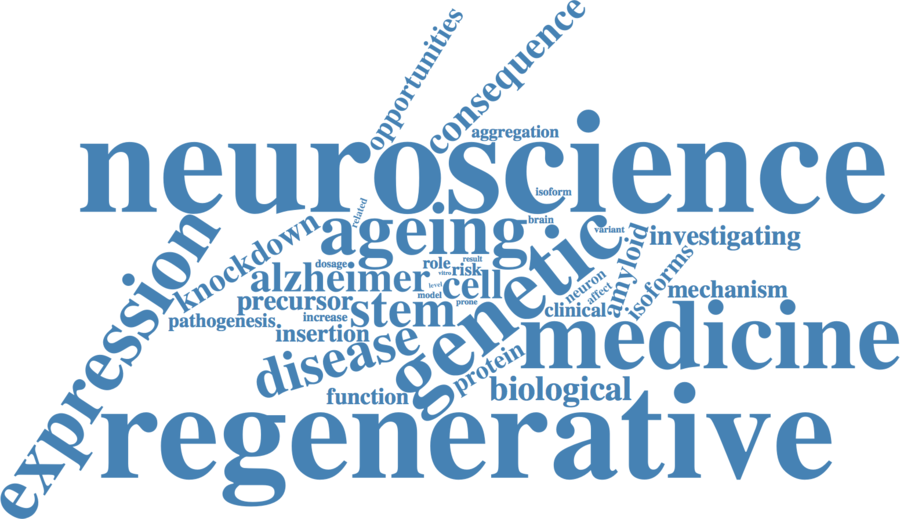 opportunities
consequence
aggregation
neuroscience
isoform
related
brain
variant
ageing
knockdown
expression
investigating
amyloid
isoforms
genetic
result
role
risk
dosage
vitro
alzheimer
level
cell
neuron
affect
mechanism
model
prone
precursor
stem
clinical
increase
pathogenesis
insertion
medicine
disease
protein
function
biological
regenerative